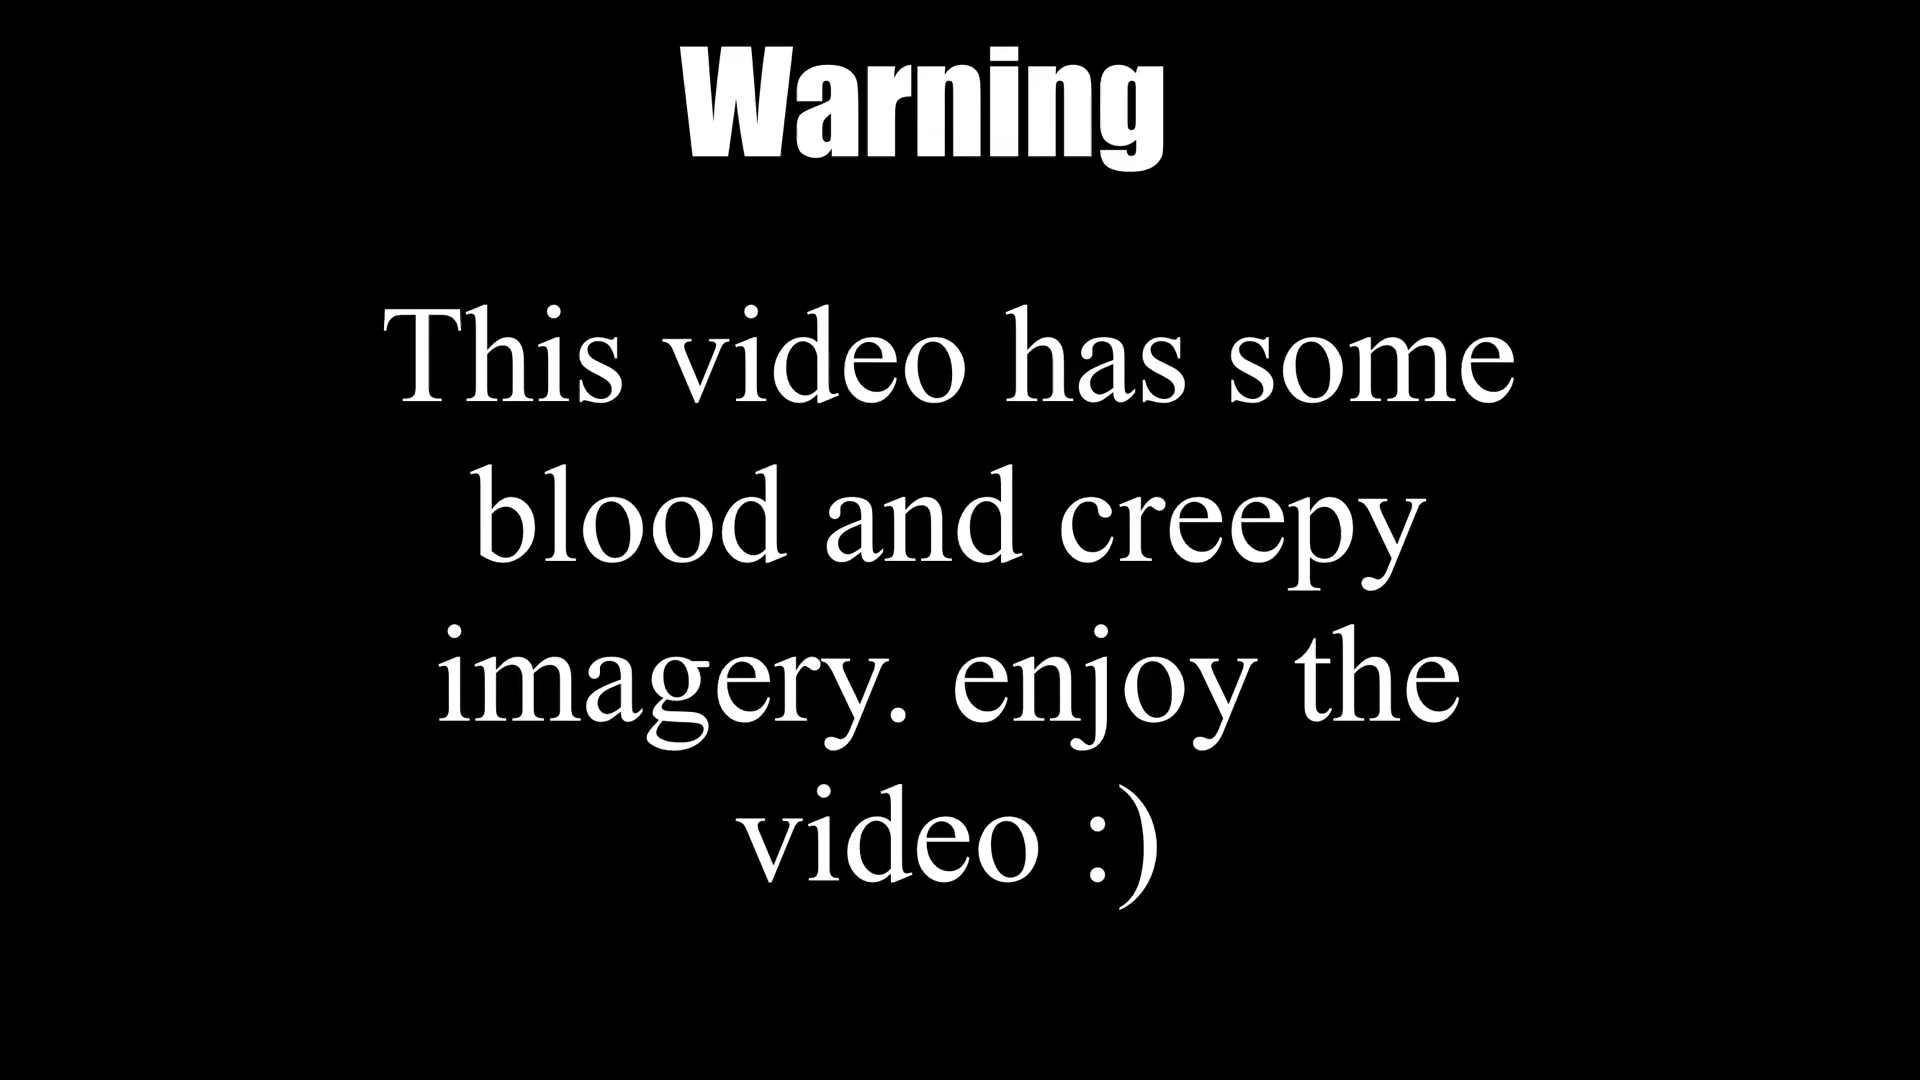 Warning
This video has some
blood and creepy
imagery. enjoy the
video :)